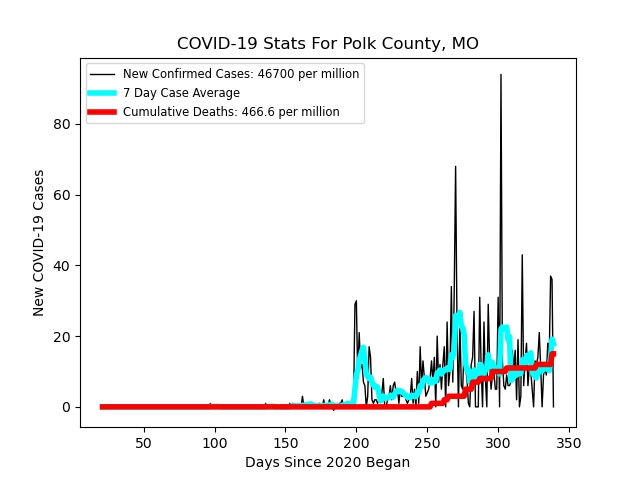 COVID-19 Stats For Polk County, MO
New Confirmed Cases: 46700 per million
7 Day Case Average
Cumulative Deaths: 466.6 per million
New COVID-19 Cases
80
60
40
20
0
50 100 150 200 250 300 350
Days Since 2020 Began